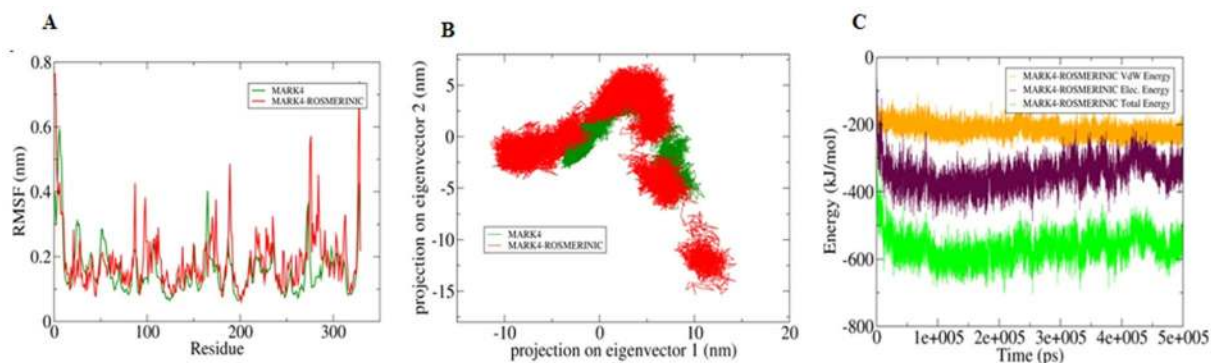 A
0.8
0.6
0.4
0.2
0
RMSF (nm)
MARK4
MARK4-ROSMERINIC
0 100 200 300
Residue
B
5
0
-5
-10
-15
projection on eigenvector 2 (nm)
MARK4
MARK4-ROSMERINIC
-10 0 10 20
projection on eigenvector 1 (nm)
C
0
-200
-400
-600
-800
Energy (kJ/mol)
MARK4-ROSMERINIC VdW Energy
MARK4-ROSMERINIC Elec. Energy
MARK4-ROSMERINIC Total Energy
0 1e+005 2e+005 3e+005 4e+005 5e+005
Time (ps)